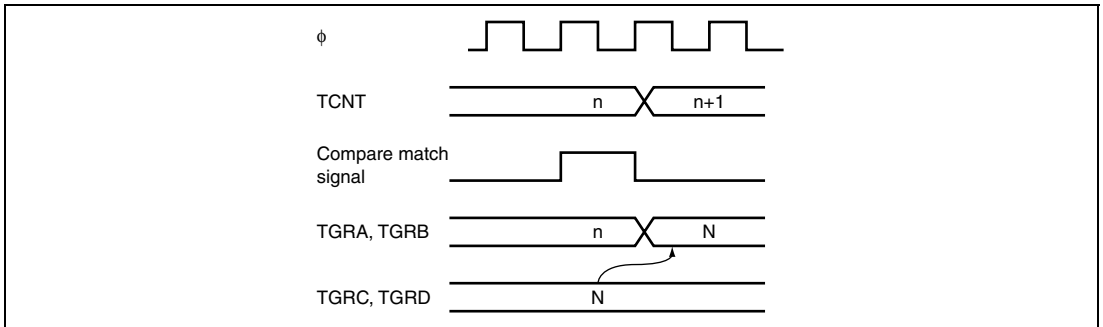 ϕ
TCNT n n+1
Compare match
signal
TGRA, TGRB n N
TGRC, TGRD N